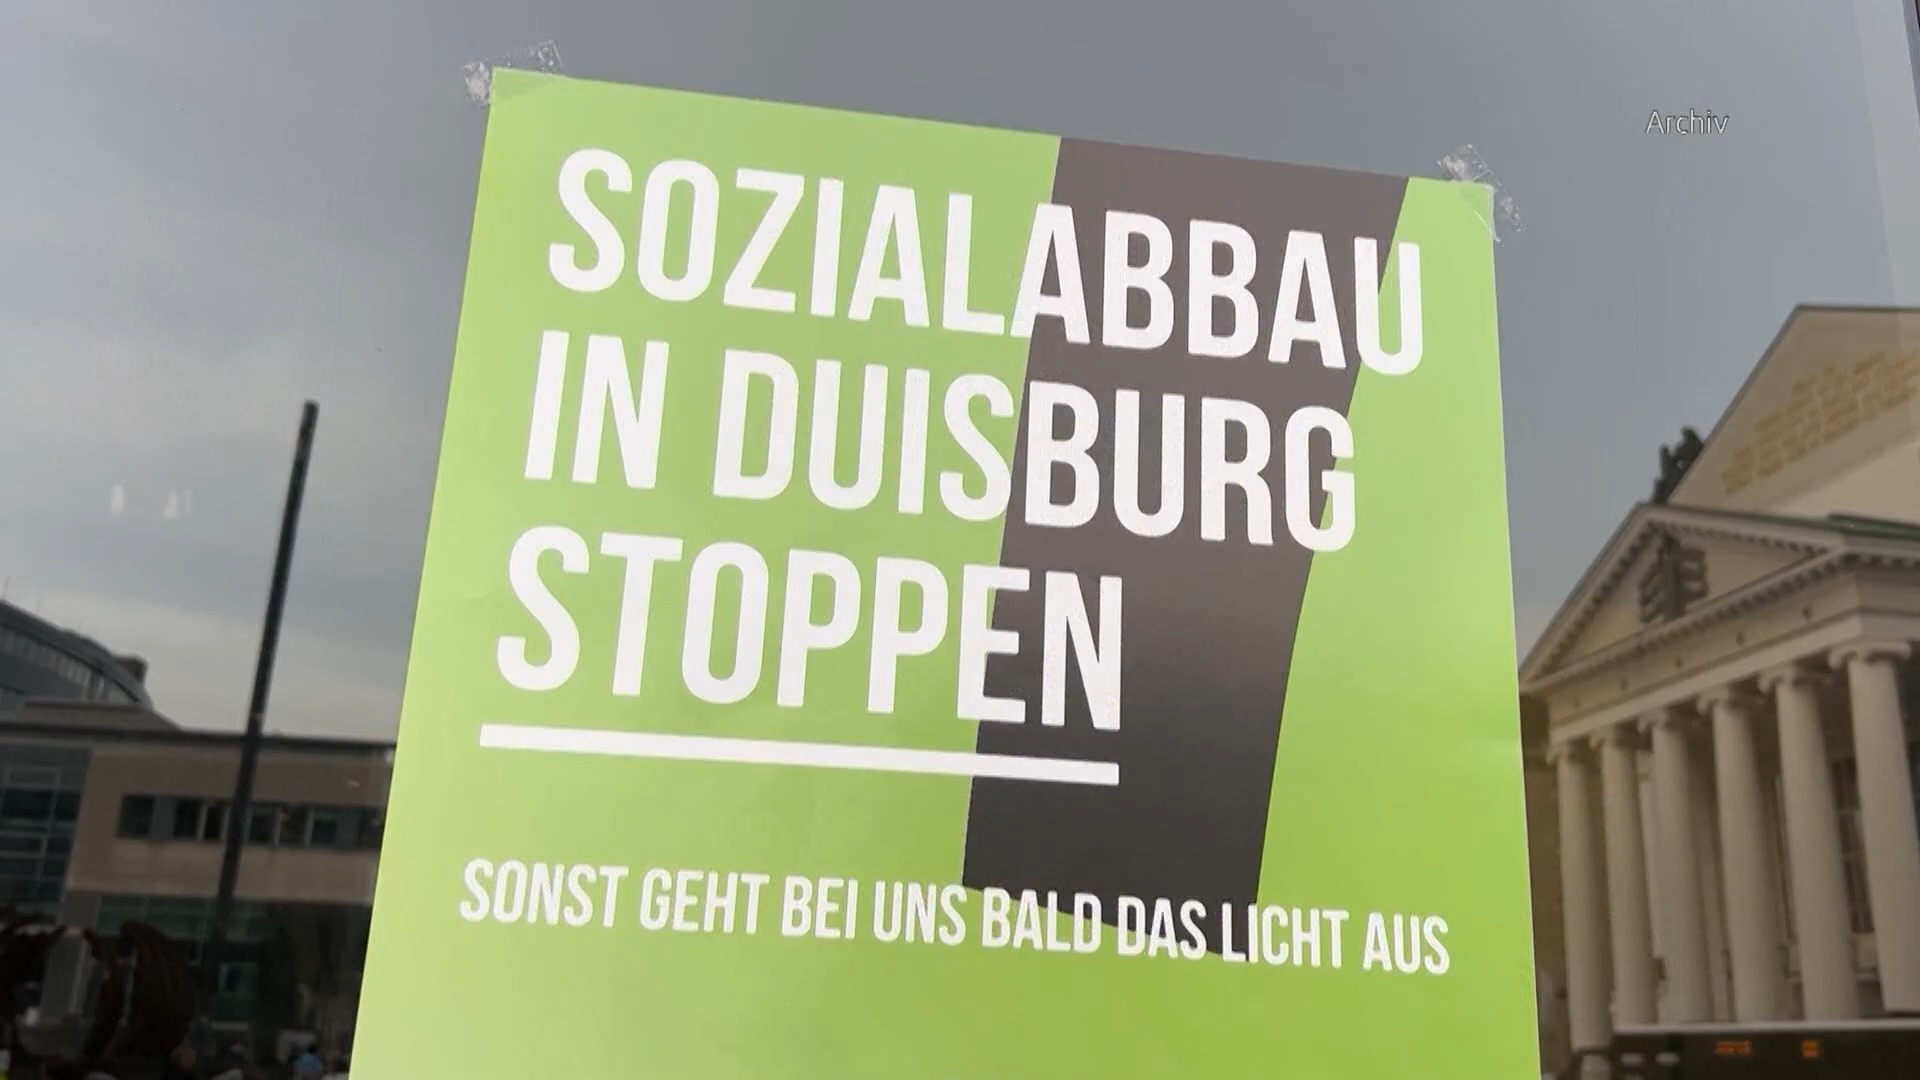 Archiv
SOZIALABBAU
IN DUISBURG
STOPPEN
SONST GEHT BEI UNS BALD DAS LICHT AUS